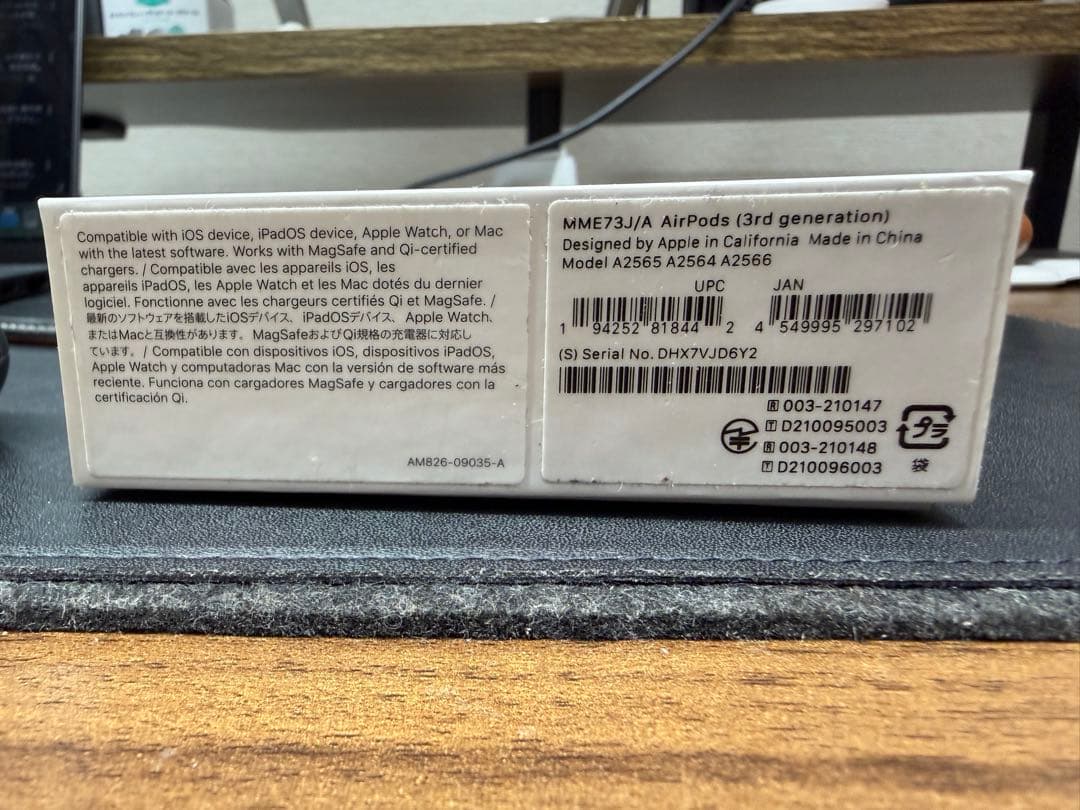 Compatible with iOS device, iPadOS device, Apple Watch, or Mac
with the latest software. Works with MagSafe and Qi-certified
chargers. / Compatible avec les appareils iOS, les
appareils iPadOS, les Apple Watch et les Mac dotés du dernier
logiciel. Fonctionne avec les chargeurs certifiés Qi et MagSafe. /
最新のソフトウェアを搭載したiOSデバイス、iPadOSデバイス、Apple Watch、
またはMacと互換性があります。MagSafeおよびQi規格の充電器に対応し
ています。/ Compatible con dispositivos iOS, dispositivos iPadOS,
Apple Watch y computadoras Mac con la versión de software más
reciente. Funciona con cargadores MagSafe y cargadores con la
certificación Qi.
AM826-09035-A
MME73J/A AirPods (3rd generation)
Designed by Apple in California Made in China
Model A2565 A2564 A2566
UPC JAN
1 94252 81844 2 4 549995 297102
(S) Serial No. DHX7VJD6Y2
R 003-210147
T D210095003
R 003-210148
T D210096003
プラ
袋